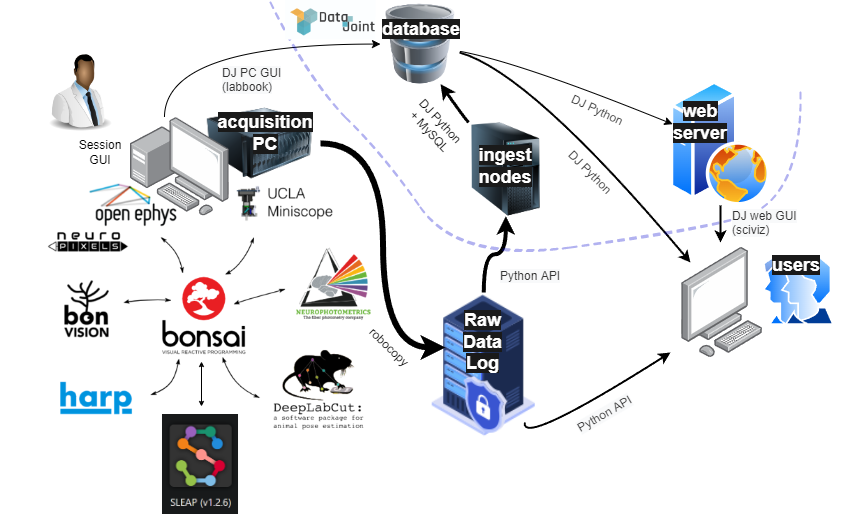 Data
Joint
database
DJ PC GUI
(labbook)
Session
GUI
acquisition
PC
DJ Python
+ MySQL
ingest
nodes
DJ Python
DJ Python
web
server
DJ web GUI
(sciviz)
users
open ephys
UCLA
Miniscope
neuro
PIXELS
bon
VISION
bonsai
VISUAL REACTIVE PROGRAMMING
NEUROPHOTOMETRICS
The fiber photometry company
harp
DeepLabCut:
a software package for
animal pose estimation
SLEAP (v1.2.6)
robocopy
Python API
Raw
Data
Log
Python API